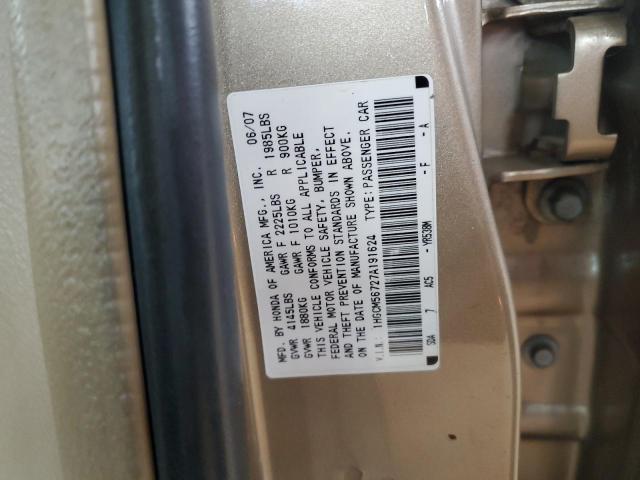 MFD. BY HONDA OF AMERICA MFG., INC. 06/07
GVWR 4145LBS GAWR F 2225LBS R 1985LBS
GVWR 1880KG GAWR F 1010KG R 900KG
THIS VEHICLE CONFORMS TO ALL APPLICABLE
FEDERAL MOTOR VEHICLE SAFETY, BUMPER,
AND THEFT PREVENTION STANDARDS IN EFFECT
ON THE DATE OF MANUFACTURE SHOWN ABOVE.
V.I.N.: 1HGCM56727A191624 TYPE:PASSENGER CAR
SDA 7 AC5 - YR538M - F - A